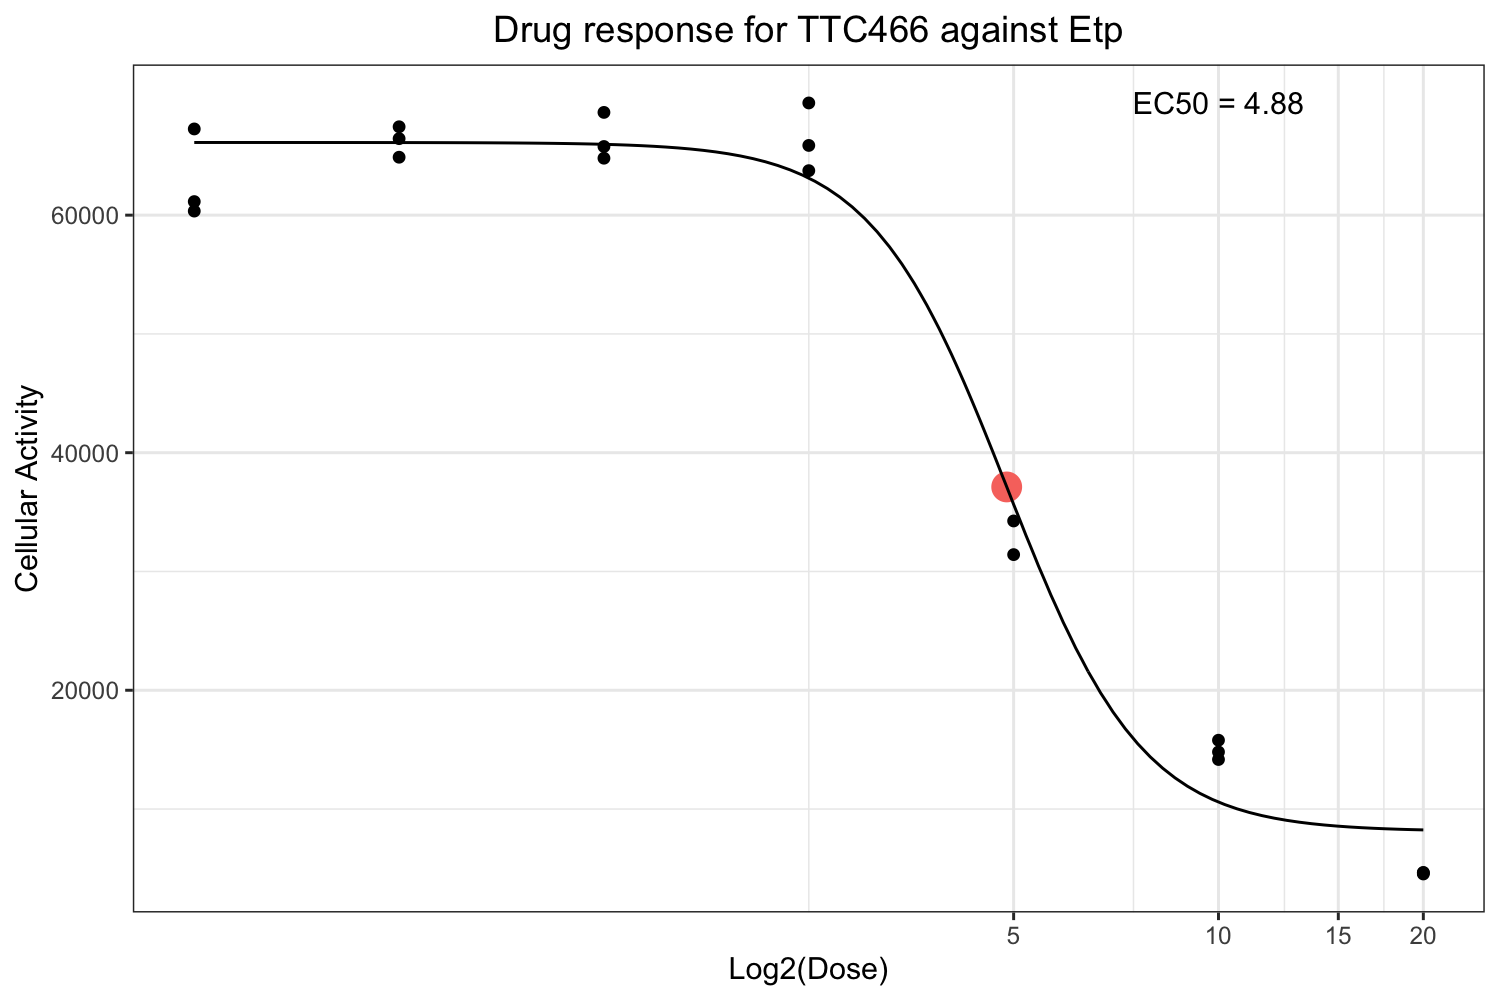 Drug response for TTC466 against Etp
EC50 = 4.88
60000
40000
20000
Cellular Activity
5 10 15 20
Log2(Dose)